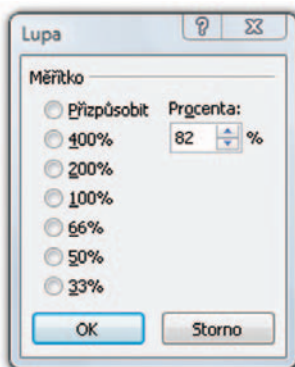 Lupa
Měřítko
Přizpůsobit
Procenta:
400%
82 %
200%
100%
66%
50%
33%
OK
Storno